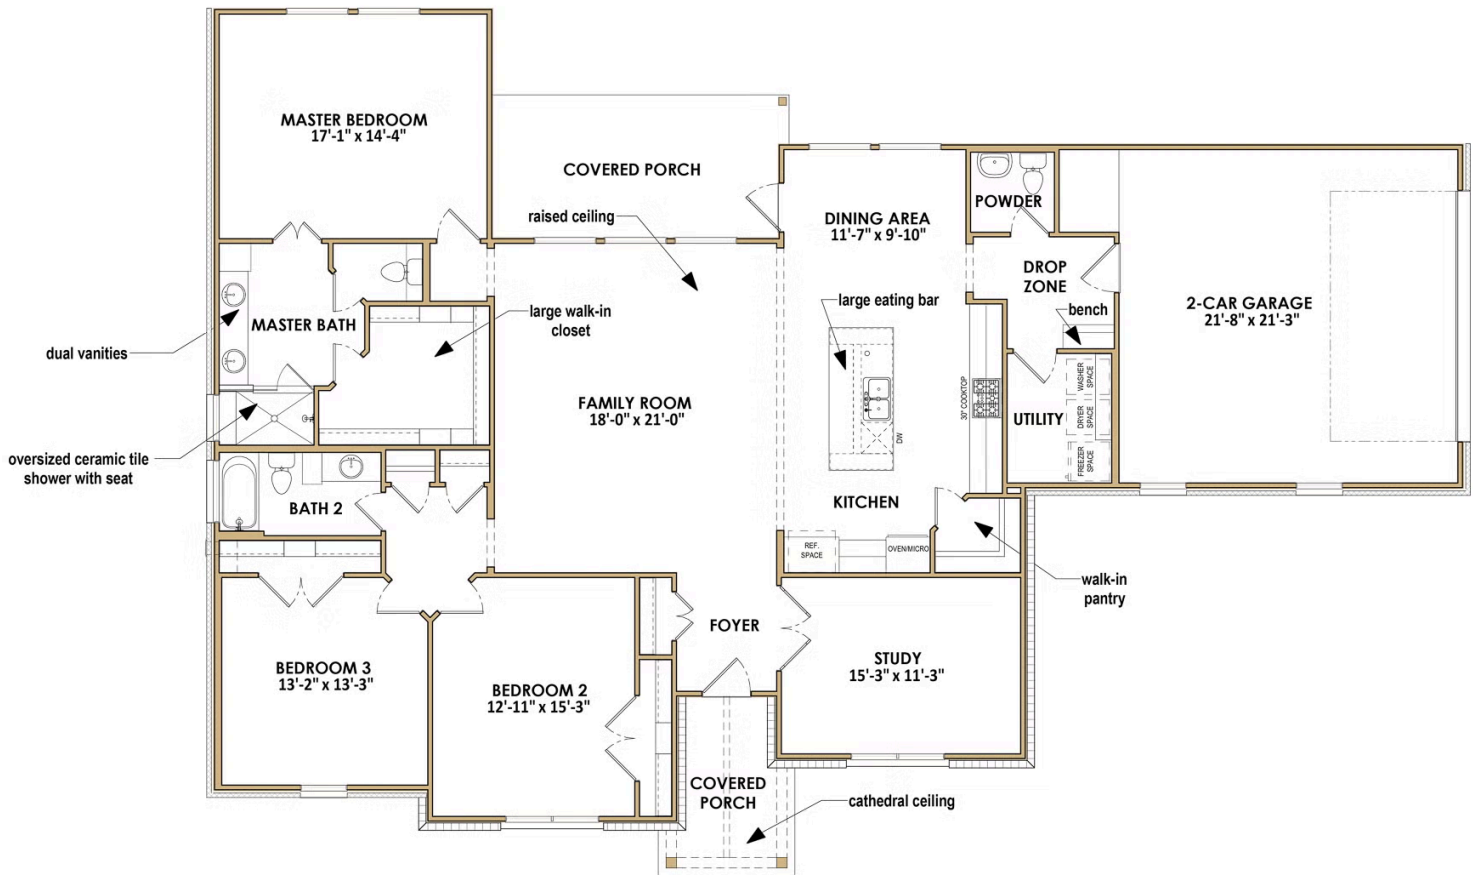 MASTER BEDROOM
17'-1" x 14'-4"
COVERED PORCH
raised ceiling
DINING AREA
11'-7" x 9'-10"
POWDER
DROP
ZONE
bench
2-CAR GARAGE
21'-8" x 21'-3"
MASTER BATH
dual vanities
large walk-in
closet
large eating bar
FAMILY ROOM
18'-0" x 21'-0"
30" COOKTOP
DW
UTILITY
WASHER
SPACE
DRYER
SPACE
FREEZER
SPACE
oversized ceramic tile
shower with seat
BATH 2
KITCHEN
REF.
SPACE
OVEN/MICRO
walk-in
pantry
FOYER
STUDY
15'-3" x 11'-3"
BEDROOM 3
13'-2" x 13'-3"
BEDROOM 2
12'-11" x 15'-3"
COVERED
PORCH
cathedral ceiling